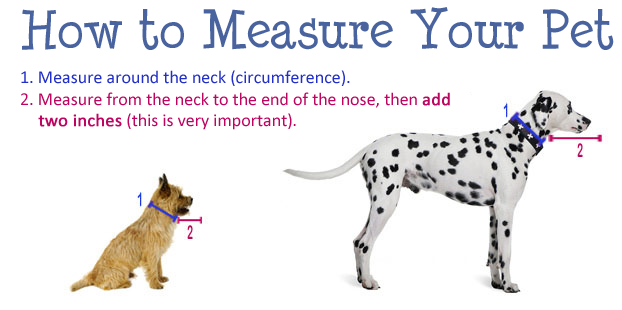 How to Measure Your Pet
1. Measure around the neck (circumference).
2. Measure from the neck to the end of the nose, then add
two inches (this is very important).
1
2
1
2